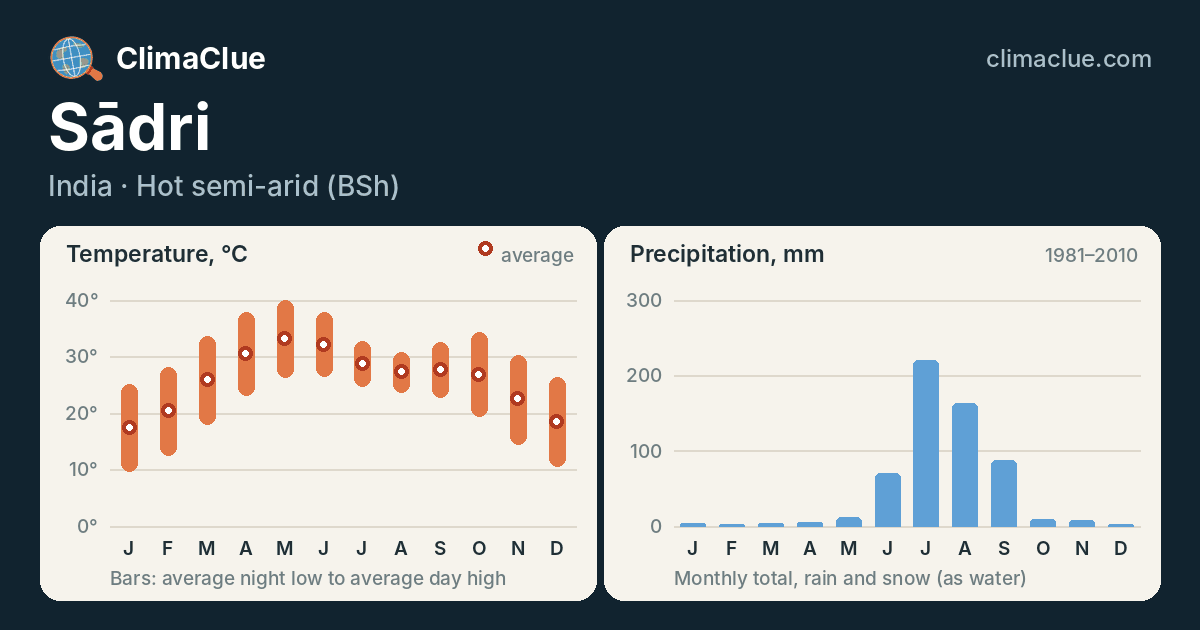 ClimaClue
climaclue.com
Sādri
India · Hot semi-arid (BSh)
Temperature, °C
average
40°
30°
20°
10°
0°
J F M A M J J A S O N D
Bars: average night low to average day high
Precipitation, mm
1981–2010
300
200
100
0
J F M A M J J A S O N D
Monthly total, rain and snow (as water)